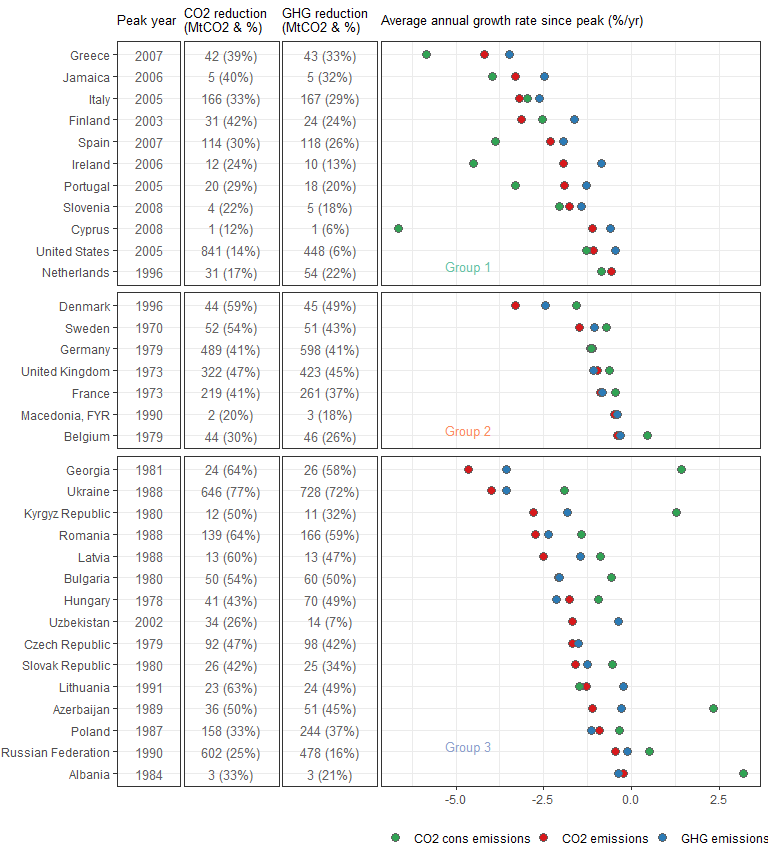 Peak year CO2 reduction (MtCO2 & %) GHG reduction (MtCO2 & %) Average annual growth rate since peak (%/yr)
Greece 2007 42 (39%) 43 (33%)
Jamaica 2006 5 (40%) 5 (32%)
Italy 2005 166 (33%) 167 (29%)
Finland 2003 31 (42%) 24 (24%)
Spain 2007 114 (30%) 118 (26%)
Ireland 2006 12 (24%) 10 (13%)
Portugal 2005 20 (29%) 18 (20%)
Slovenia 2008 4 (22%) 5 (18%)
Cyprus 2008 1 (12%) 1 (6%)
United States 2005 841 (14%) 448 (6%)
Netherlands 1996 31 (17%) 54 (22%)
Group 1
Denmark 1996 44 (59%) 45 (49%)
Sweden 1970 52 (54%) 51 (43%)
Germany 1979 489 (41%) 598 (41%)
United Kingdom 1973 322 (47%) 423 (45%)
France 1973 219 (41%) 261 (37%)
Macedonia, FYR 1990 2 (20%) 3 (18%)
Belgium 1979 44 (30%) 46 (26%)
Group 2
Georgia 1981 24 (64%) 26 (58%)
Ukraine 1988 646 (77%) 728 (72%)
Kyrgyz Republic 1980 12 (50%) 11 (32%)
Romania 1988 139 (64%) 166 (59%)
Latvia 1988 13 (60%) 13 (47%)
Bulgaria 1980 50 (54%) 60 (50%)
Hungary 1978 41 (43%) 70 (49%)
Uzbekistan 2002 34 (26%) 14 (7%)
Czech Republic 1979 92 (47%) 98 (42%)
Slovak Republic 1980 26 (42%) 25 (34%)
Lithuania 1991 23 (63%) 24 (49%)
Azerbaijan 1989 36 (50%) 51 (45%)
Poland 1987 158 (33%) 244 (37%)
Russian Federation 1990 602 (25%) 478 (16%)
Group 3
Albania 1984 3 (33%) 3 (21%)
-5.0 -2.5 0.0 2.5
CO2 cons emissions CO2 emissions GHG emissions